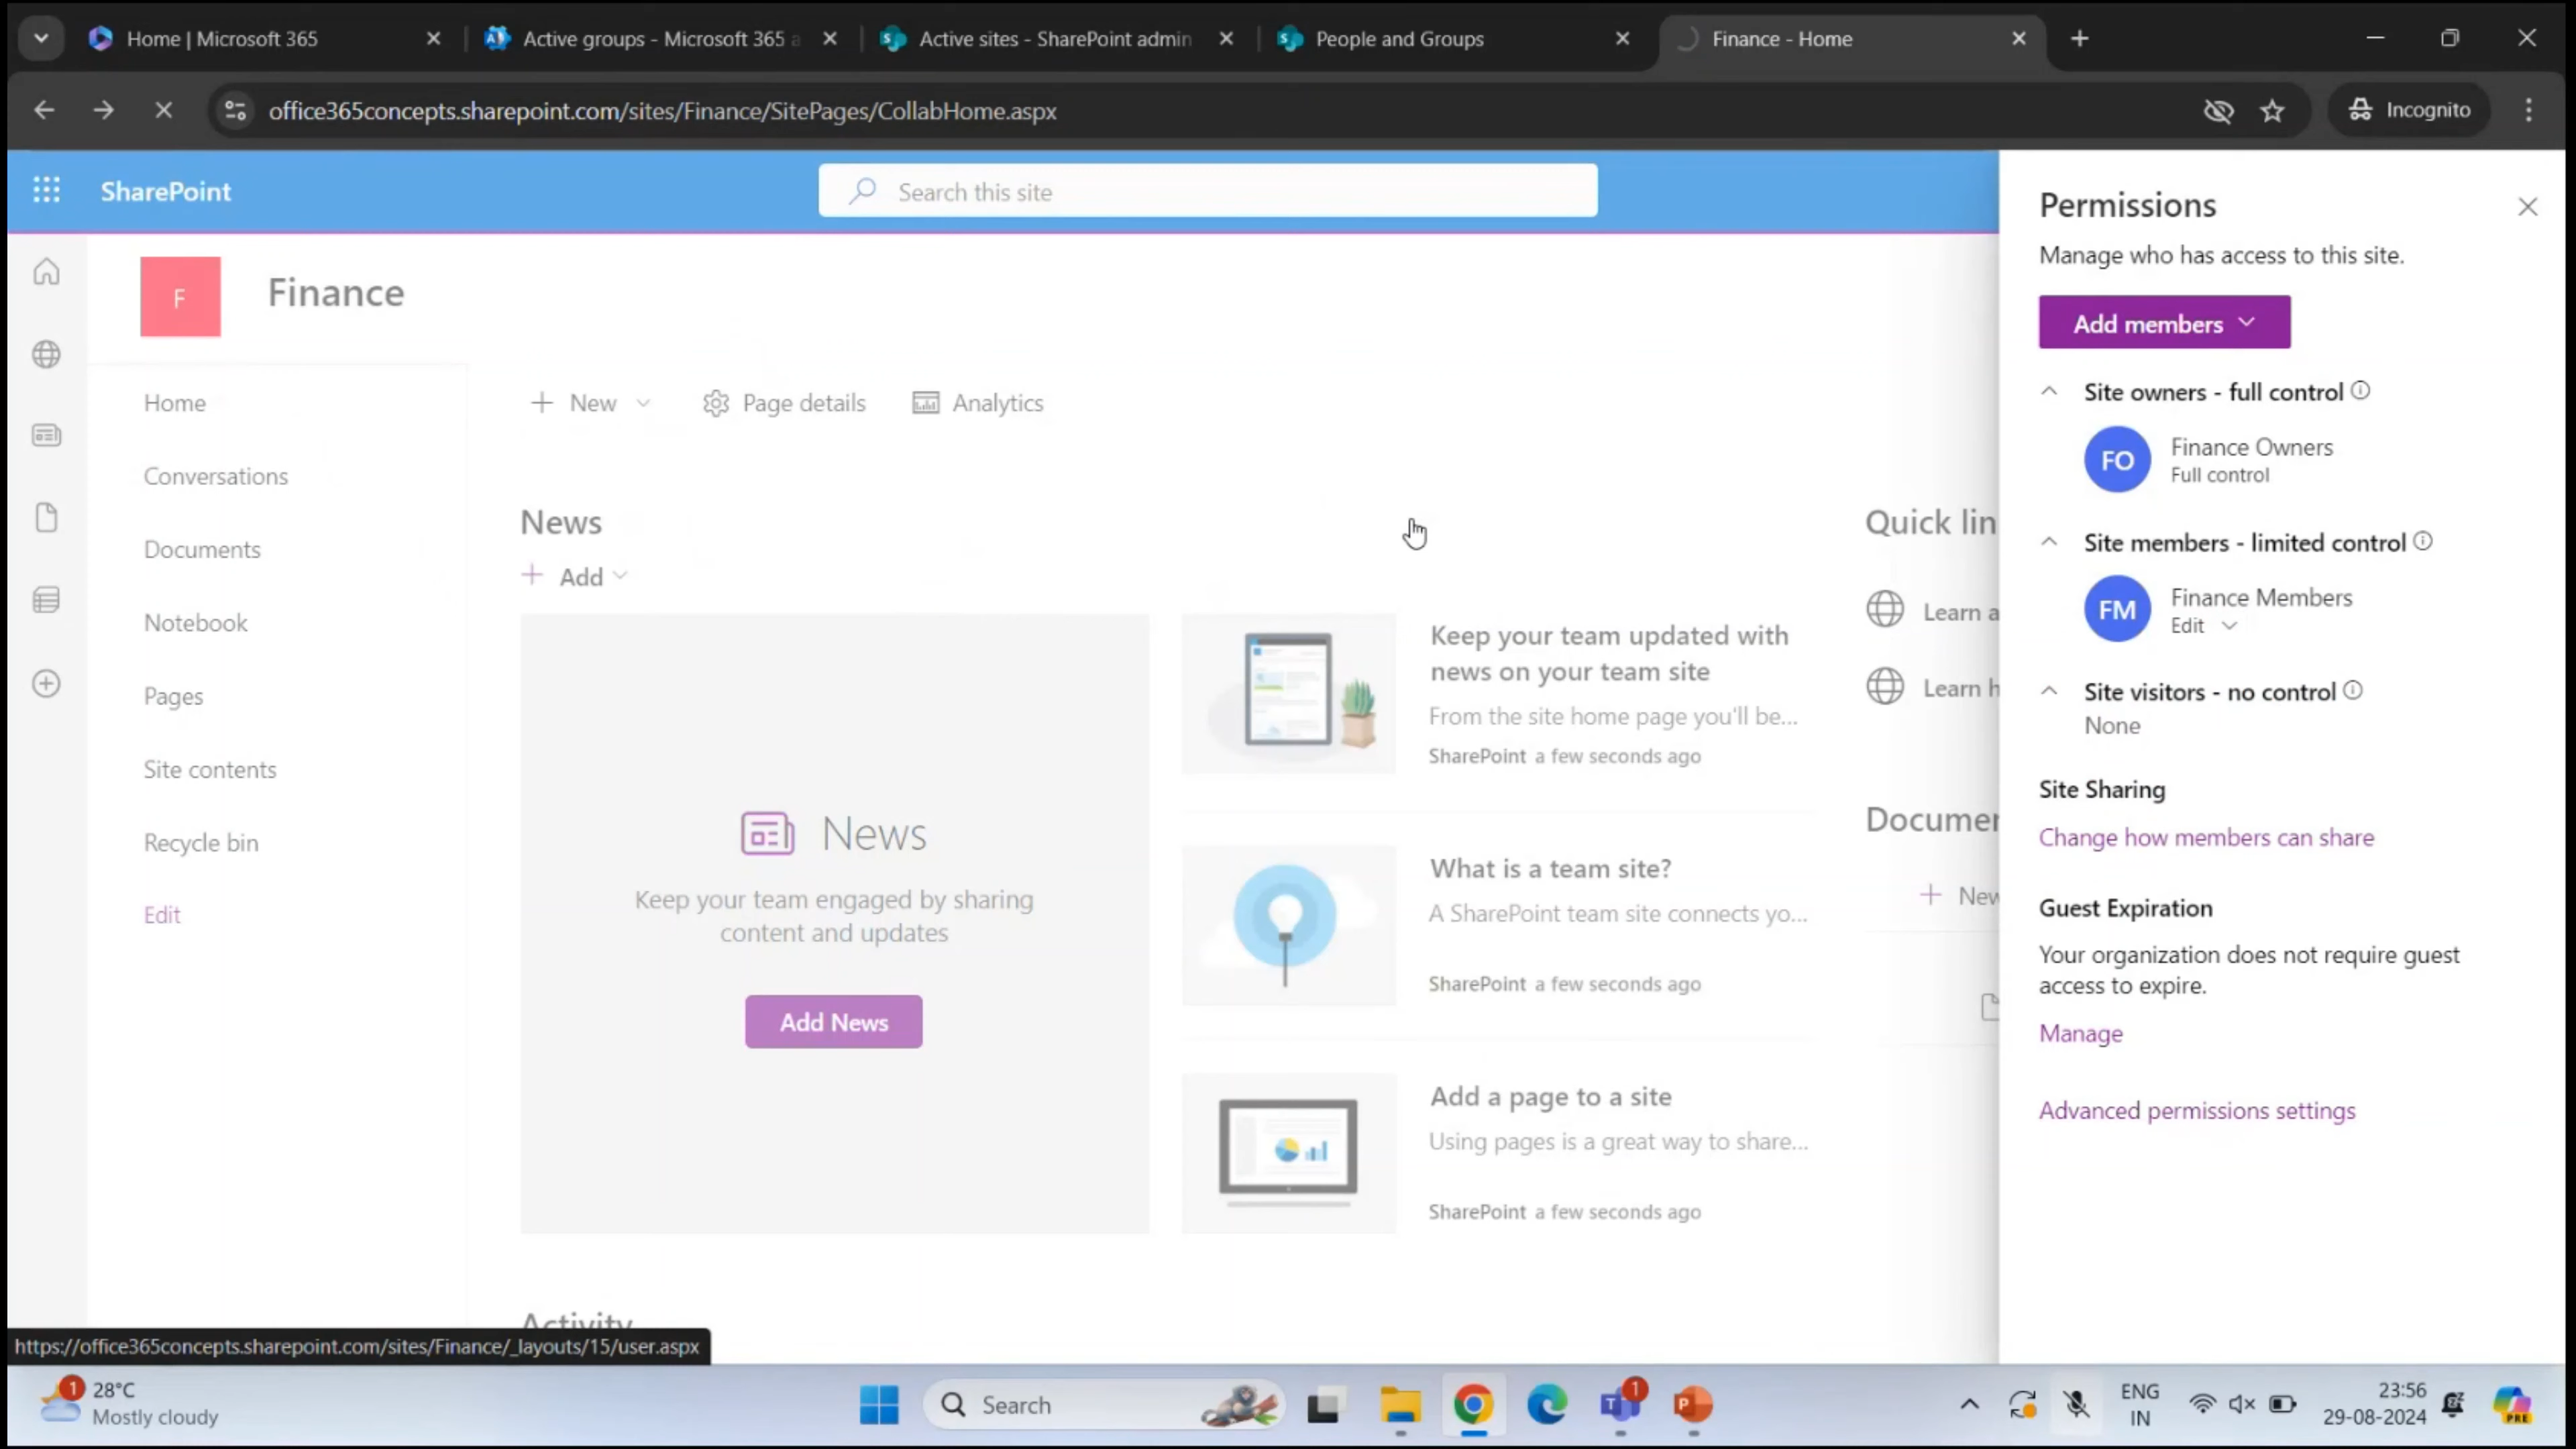 Home | Microsoft 365
Active groups - Microsoft 365 a
Active sites - SharePoint admin
People and Groups
Finance - Home
office365concepts.sharepoint.com/sites/Finance/SitePages/CollabHome.aspx
Incognito
SharePoint
Search this site
F
Finance
Home
Conversations
Documents
Notebook
Pages
Site contents
Recycle bin
Edit
New
Page details
Analytics
News
Add
News
Keep your team engaged by sharing
content and updates
Add News
Keep your team updated with
news on your team site
From the site home page you'll be...
SharePoint a few seconds ago
What is a team site?
A SharePoint team site connects yo...
SharePoint a few seconds ago
Add a page to a site
Using pages is a great way to share...
SharePoint a few seconds ago
Activity
Quick lin
Learn a
Learn h
Documen
New
Permissions
Manage who has access to this site.
Add members
Site owners - full control
FO
Finance Owners
Full control
Site members - limited control
FM
Finance Members
Edit
Site visitors - no control
None
Site Sharing
Change how members can share
Guest Expiration
Your organization does not require guest
access to expire.
Manage
Advanced permissions settings
https://office365concepts.sharepoint.com/sites/Finance/_layouts/15/user.aspx
1
28°C
Mostly cloudy
Search
1
ENG
IN
23:56
29-08-2024
PRE